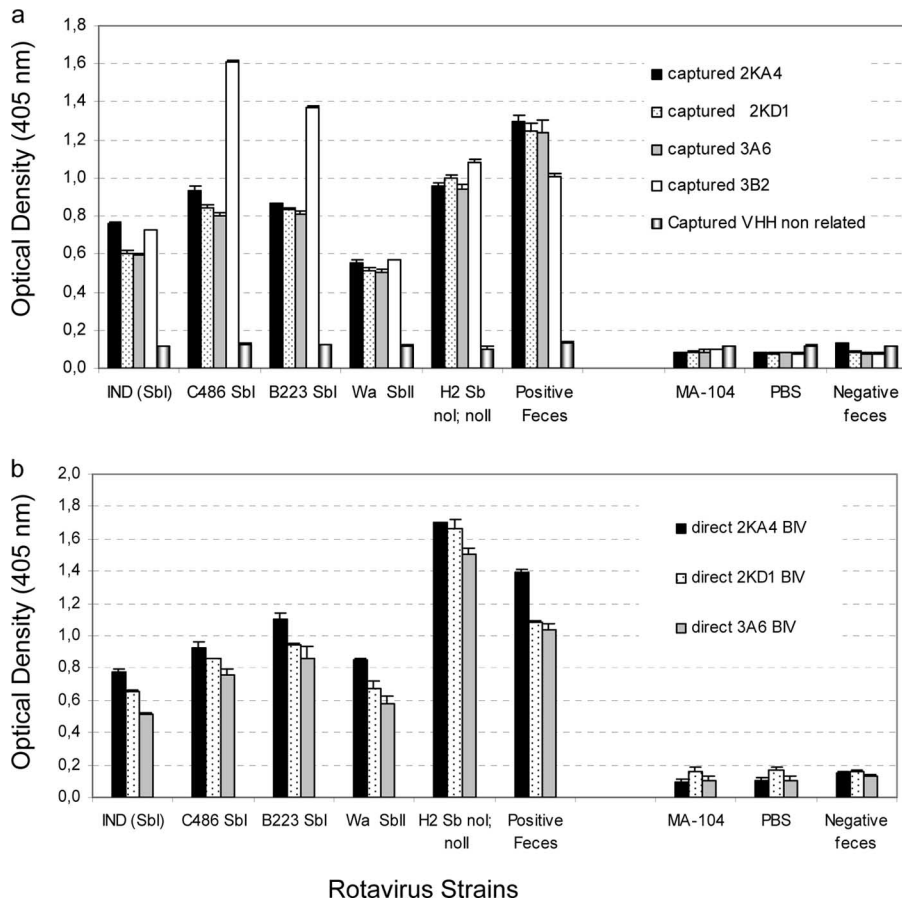 a
Optical Density (405 nm)
1,8
1,6
1,4
1,2
1,0
0,8
0,6
0,4
0,2
0,0
captured 2KA4
captured 2KD1
captured 3A6
captured 3B2
Captured VHH non related
IND (SbI)
C486 SbI
B223 SbI
Wa SbII
H2 Sb
noI; noII
Positive
Feces
MA-104
PBS
Negative
feces
b
Optical Density (405 nm)
2,0
1,8
1,6
1,4
1,2
1,0
0,8
0,6
0,4
0,2
0,0
direct 2KA4 BIV
direct 2KD1 BIV
direct 3A6 BIV
IND (SbI)
C486 SbI
B223 SbI
Wa SbII
H2 Sb noI;
noII
Positive
Feces
MA-104
PBS
Negative
feces
Rotavirus Strains